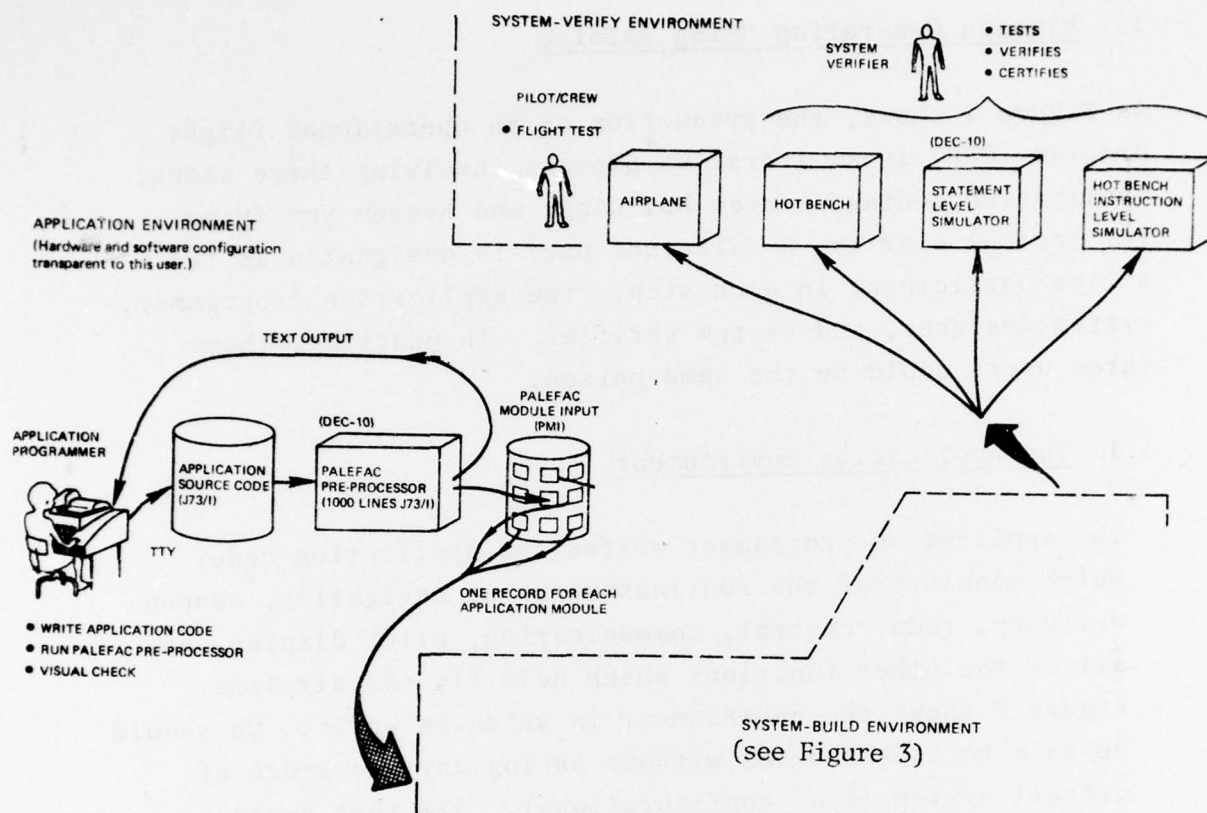 SYSTEM-VERIFY ENVIRONMENT
SYSTEM
VERIFIER
• TESTS
• VERIFIES
• CERTIFIES
PILOT/CREW
• FLIGHT TEST
AIRPLANE
HOT BENCH
(DEC-10)
STATEMENT
LEVEL
SIMULATOR
HOT BENCH
INSTRUCTION
LEVEL
SIMULATOR
APPLICATION ENVIRONMENT
(Hardware and software configuration
transparent to this user.)
TEXT OUTPUT
APPLICATION
PROGRAMMER
TTY
APPLICATION
SOURCE CODE
(J73/I)
(DEC-10)
PALEFAC
PRE-PROCESSOR
(1000 LINES J73/I)
PALEFAC
MODULE INPUT
(PMI)
ONE RECORD FOR EACH
APPLICATION MODULE
• WRITE APPLICATION CODE
• RUN PALEFAC PRE-PROCESSOR
• VISUAL CHECK
SYSTEM-BUILD ENVIRONMENT
(see Figure 3)